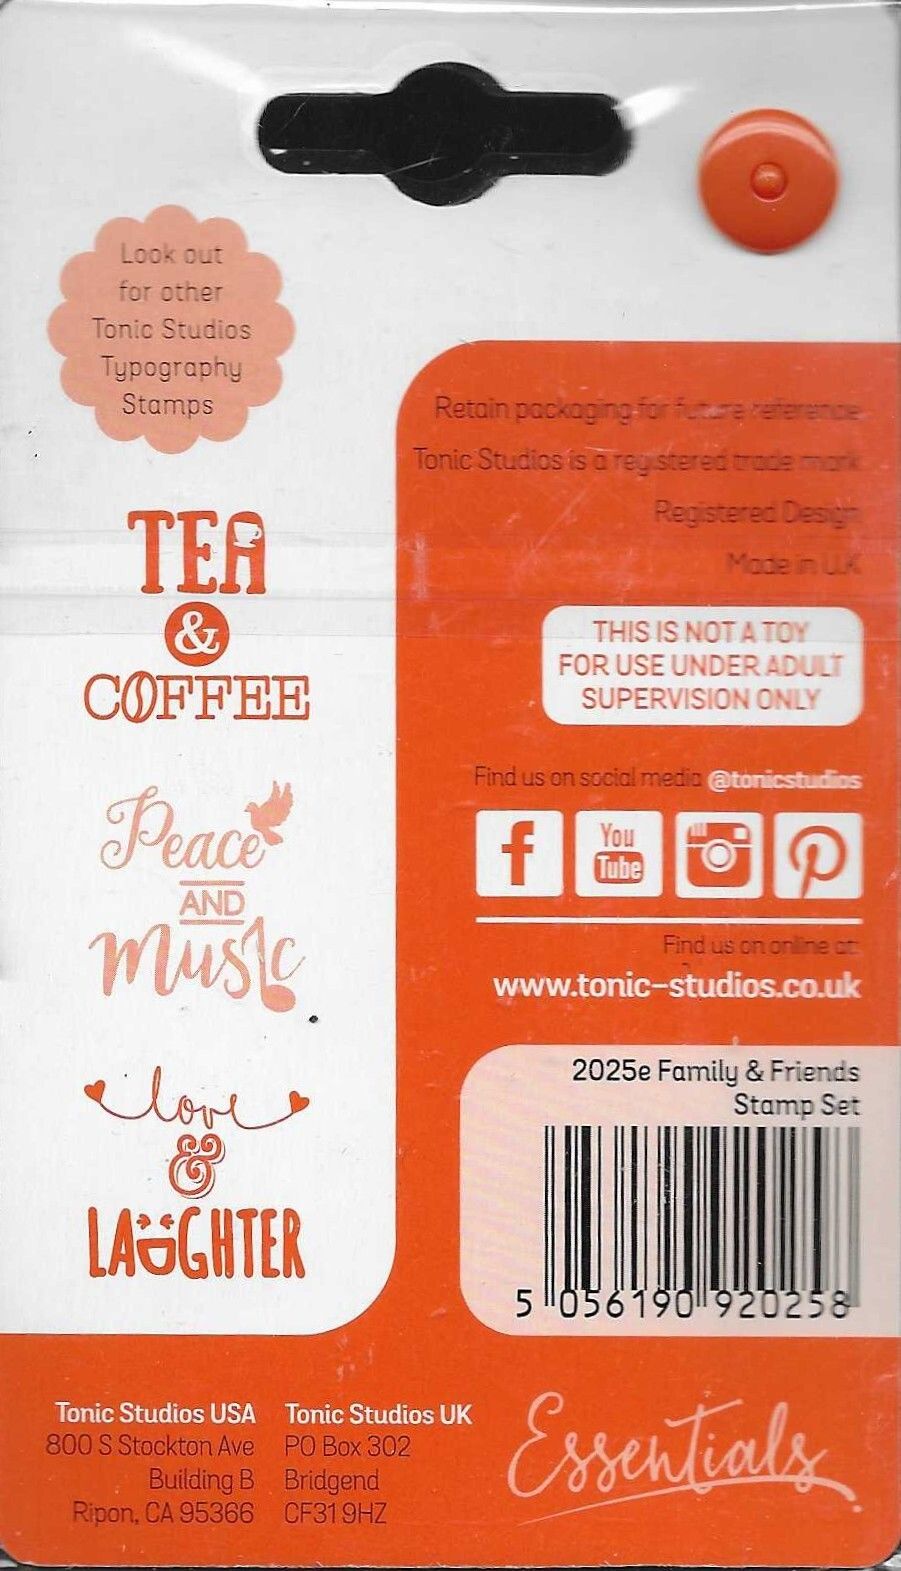 Look out
for other
Tonic Studios
Typography
Stamps
TEA
&
COFFEE
Peace
AND
Music
love
&
LAUGHTER
Retain packaging for future reference
Tonic Studios is a registered trade mark
Registered Design
Made in U.K
THIS IS NOT A TOY
FOR USE UNDER ADULT
SUPERVISION ONLY
Find us on social media @tonicstudios
f
You
Tube
Find us on online at:
www.tonic-studios.co.uk
2025e Family & Friends
Stamp Set
5 056190 920258
Tonic Studios USA
800 S Stockton Ave
Building B
Ripon, CA 95366
Tonic Studios UK
PO Box 302
Bridgend
CF31 9HZ
Essentials